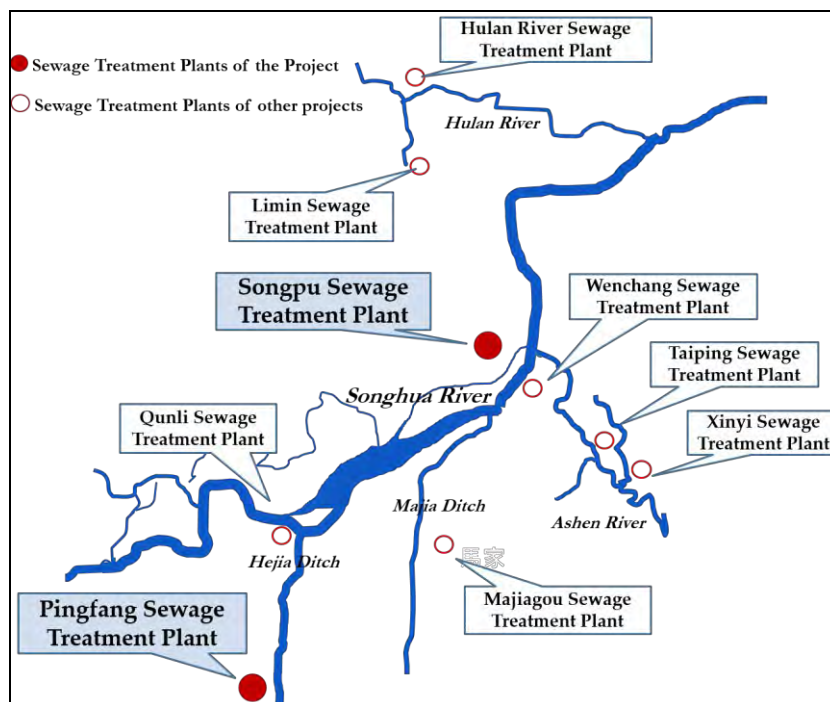 Hulan River Sewage
Treatment Plant
Sewage Treatment Plants of the Project
Sewage Treatment Plants of other projects
Hulan River
Limin Sewage
Treatment Plant
Songpu Sewage
Treatment Plant
Wenchang Sewage
Treatment Plant
Taiping Sewage
Treatment Plant
Songhua River
Qunli Sewage
Treatment Plant
Xinyi Sewage
Treatment Plant
Majia Ditch
Ashen River
Hejia Ditch
馬家
Majiagou Sewage
Treatment Plant
Pingfang Sewage
Treatment Plant